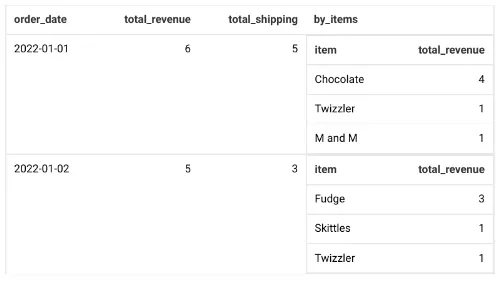 order_date total_revenue total_shipping by_items
2022-01-01 6 5 item total_revenue
Chocolate 4
Twizzler 1
M and M 1
2022-01-02 5 3 item total_revenue
Fudge 3
Skittles 1
Twizzler 1